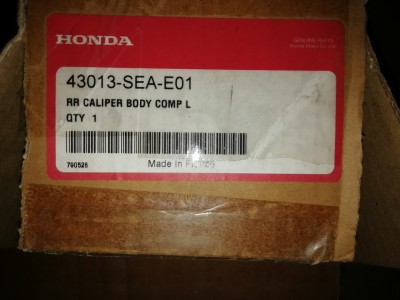 HONDA
43013-SEA-E01
RR CALIPER BODY COMP L
QTY 1
790526
Made In